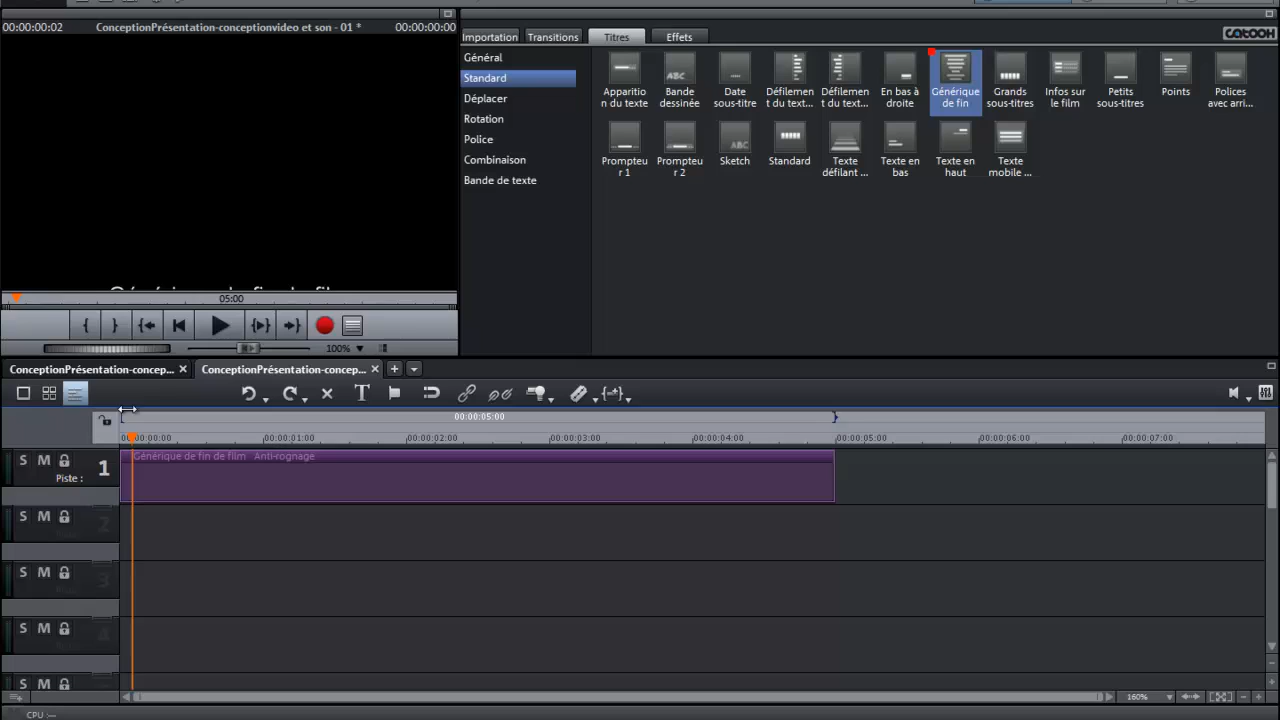 00:00:00:02 ConceptionPrésentation-conceptionvideo et son - 01 * 00:00:00:00
Importation Transitions Titres Effets
CATOOH
Général
Standard
Déplacer
Rotation
Police
Combinaison
Bande de texte
Apparitio
n du texte
Bande
dessinée
Date
sous-titre
Défilemen
t du text...
Défilemen
t du text...
En bas à
droite
Générique
de fin
Grands
sous-titres
Infos sur
le film
Petits
sous-titres
Points
Polices
avec arri...
Prompteu
r 1
Prompteu
r 2
Sketch
Standard
Texte
défilant ...
Texte en
bas
Texte en
haut
Texte
mobile ...
05:00
100%
ConceptionPrésentation-concep... ConceptionPrésentation-concep...
00:00:05:00
00:00:00:00 00:00:01:00 00:00:02:00 00:00:03:00 00:00:04:00 00:00:05:00 00:00:06:00 00:00:07:00
S M 1
Piste :
Générique de fin de film Anti-rognage
S M 2
S M 3
S M 4
S M
160%
CPU :--